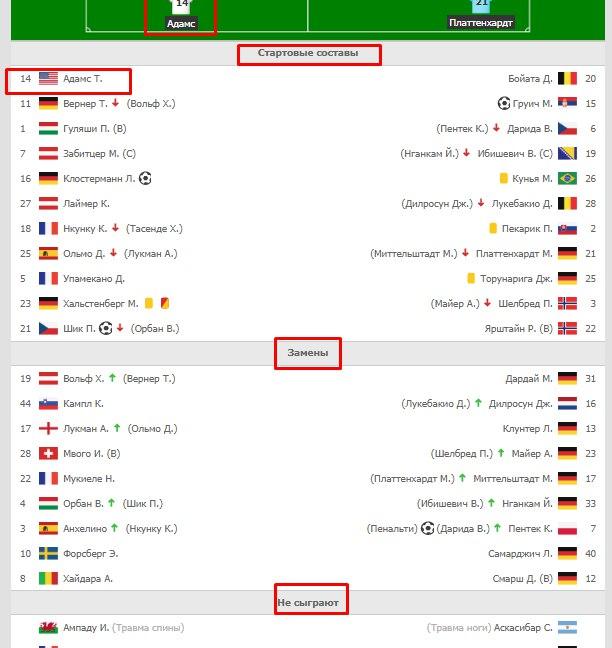 14 21
Адамс Платтенхардт
Стартовые составы
14 Адамс Т. Бойата Д. 20
11 Вернер Т. (Вольф Х.) Груич М. 15
1 Гуляши П. (В) (Пентек К.) Дарида В. 6
7 Забитцер М. (С) (Нганкам Й.) Ибишевич В. (С) 19
16 Клостерманн Л. Кунья М. 26
27 Лаймер К. (Дилросун Дж.) Лукебакио Д. 28
18 Нкунку К. (Тасенде Х.) Пекарик П. 2
25 Ольмо Д. (Лукман А.) (Миттельштадт М.) Платтенхардт М. 21
5 Упамекано Д. Торунарига Дж. 25
23 Хальстенберг М. (Майер А.) Шелбред П. 3
21 Шик П. (Орбан В.) Ярштайн Р. (В) 22
Замены
19 Вольф Х. (Вернер Т.) Дардай М. 31
44 Кампл К. (Лукебакио Д.) Дилросун Дж. 16
17 Лукман А. (Ольмо Д.) Клунтер Л. 13
28 Мвого И. (В) (Шелбред П.) Майер А. 23
22 Мукиеле Н. (Платтенхардт М.) Миттельштадт М. 17
4 Орбан В. (Шик П.) (Ибишевич В.) Нганкам Й. 33
3 Анхелино (Нкунку К.) (Пенальти) (Дарида В.) Пентек К. 7
10 Форсберг Э. Самарджич Л. 40
8 Хайдара А. Смарш Д. (В) 12
Не сыграют
Ампаду И. (Травма спины) (Травма ноги) Аскасибар С.